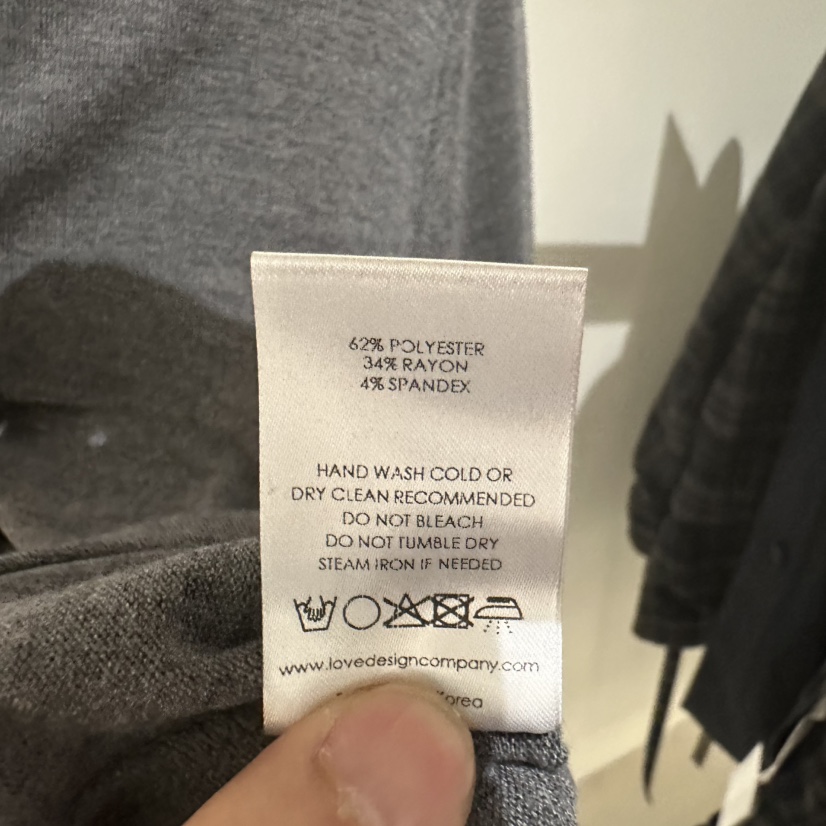 62% POLYESTER
34% RAYON
4% SPANDEX
HAND WASH COLD OR
DRY CLEAN RECOMMENDED
DO NOT BLEACH
DO NOT TUMBLE DRY
STEAM IRON IF NEEDED
www.lovedesigncompany.com
Korea